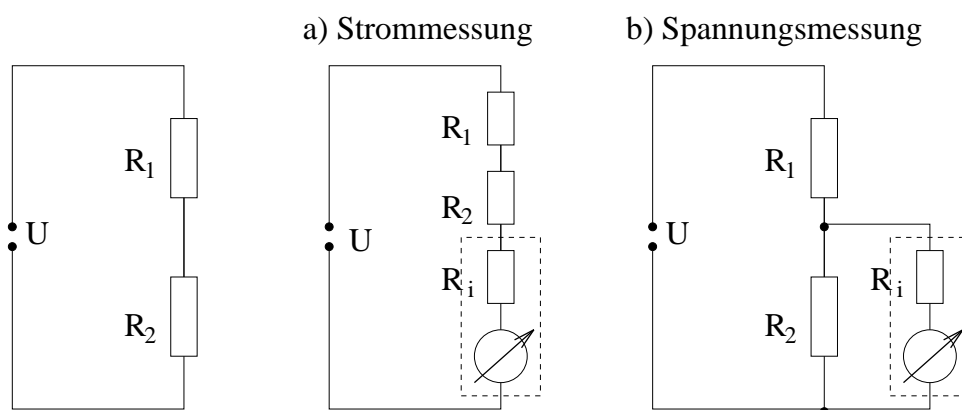 a) Strommessung
b) Spannungsmessung
R1
U
R2
R1
R2
U
Ri
R1
U
R2
Ri